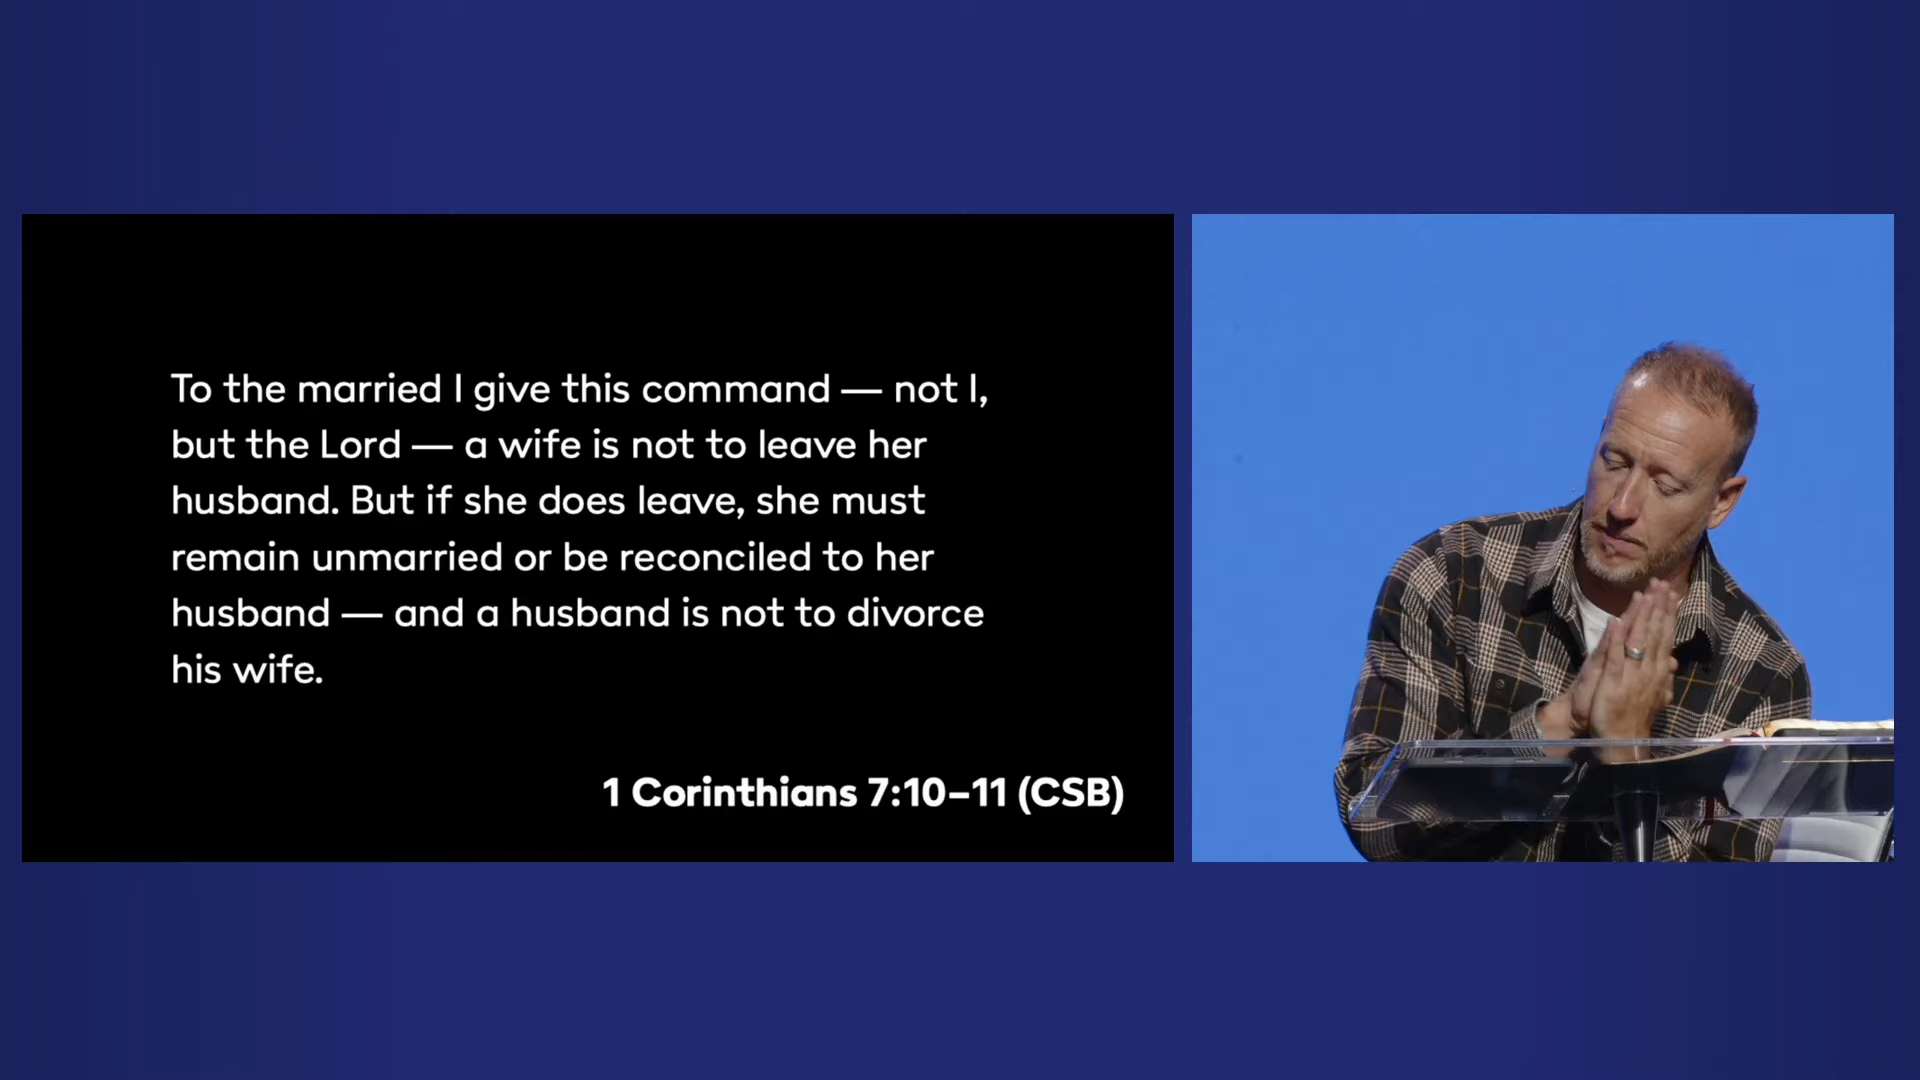 To the married I give this command — not I,
but the Lord — a wife is not to leave her
husband. But if she does leave, she must
remain unmarried or be reconciled to her
husband — and a husband is not to divorce
his wife.
1 Corinthians 7:10–11 (CSB)